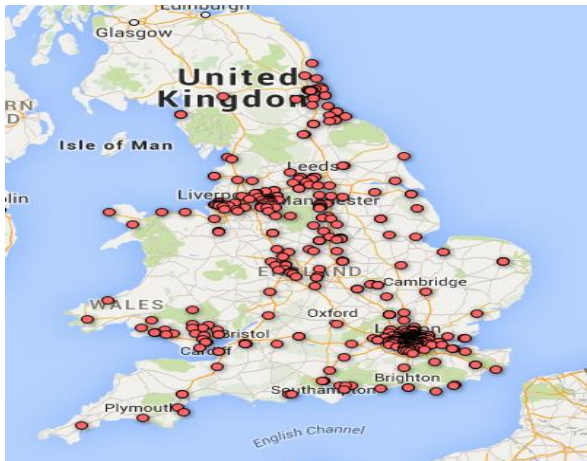 Edinburgh
Glasgow
United
Kingdom
Isle of Man
Leeds
Manchester
ENGLAND
WALES
Cambridge
Oxford
Bristol
Cardiff
London
Brighton
Southampton
Plymouth
English Channel